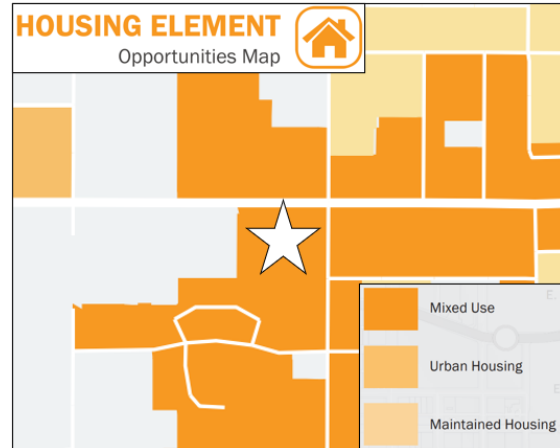 HOUSING ELEMENT
Opportunities Map
Mixed Use
Urban Housing
Maintained Housing
E.